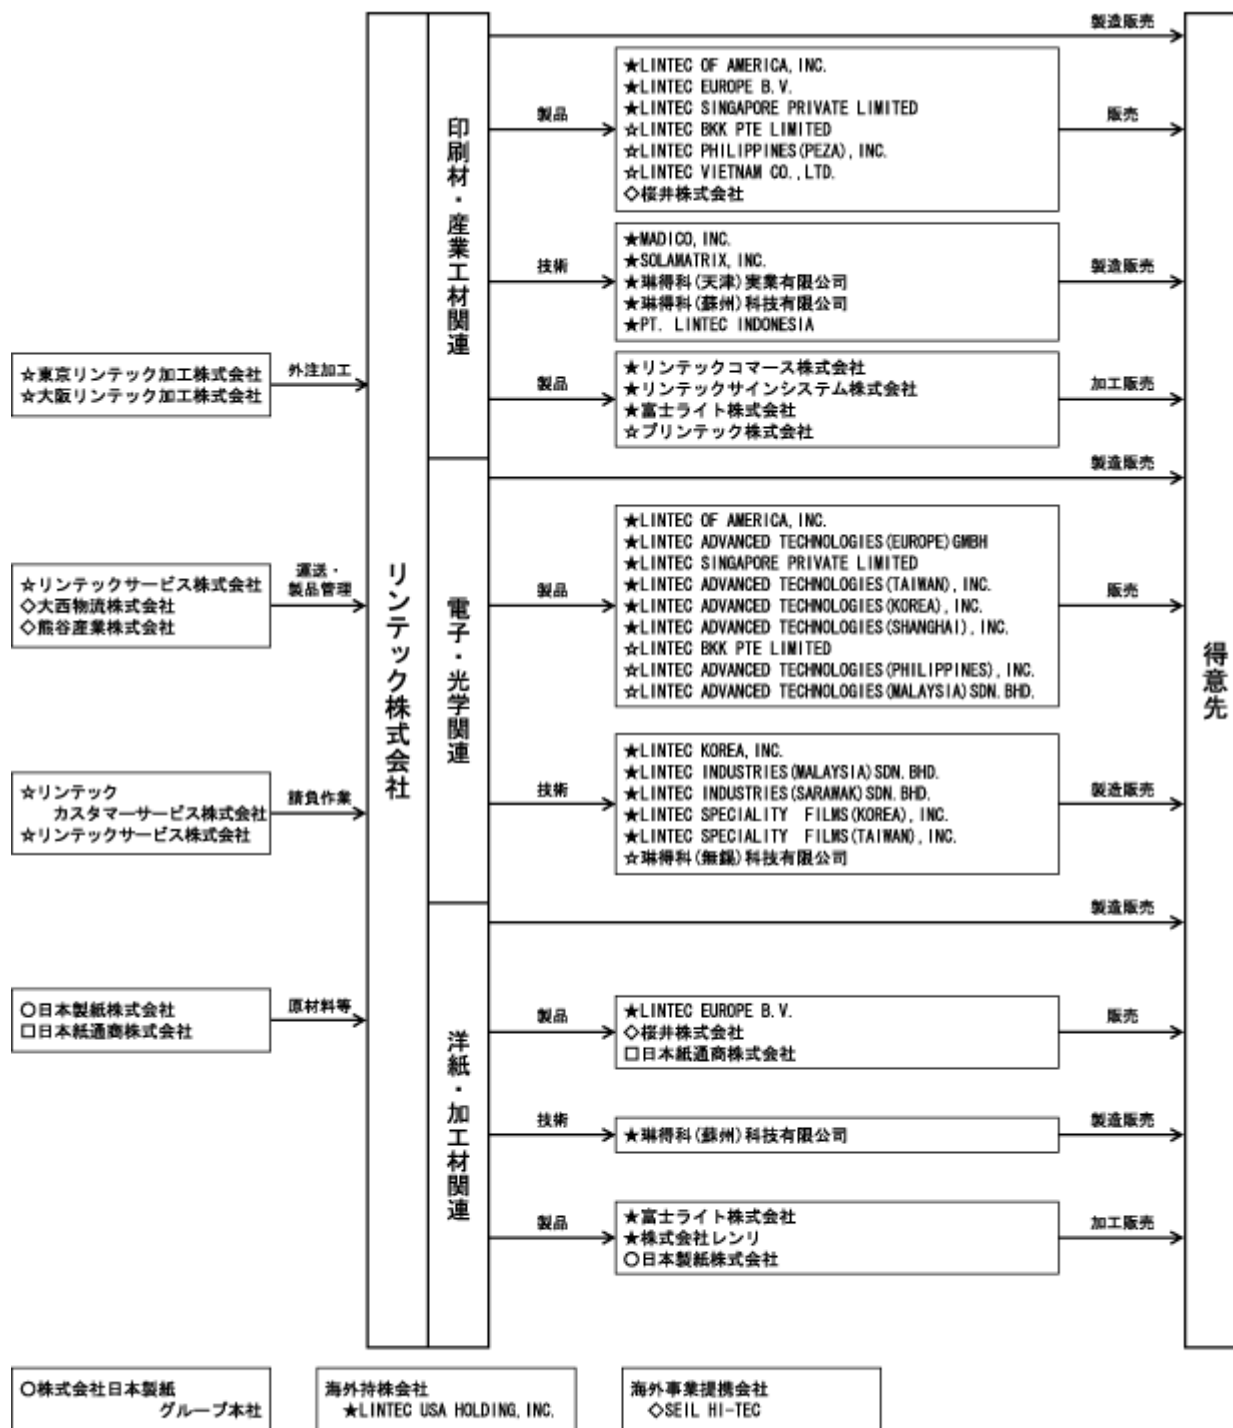 製造販売
★LINTEC OF AMERICA, INC.
★LINTEC EUROPE B.V.
★LINTEC SINGAPORE PRIVATE LIMITED
☆LINTEC BKK PTE LIMITED
☆LINTEC PHILIPPINES(PEZA), INC.
☆LINTEC VIETNAM CO.,LTD.
◇桜井株式会社
製品
販売
印刷材・産業工材関連
★MADICO, INC.
★SOLAMATRIX, INC.
★琳得科(天津)実業有限公司
★琳得科(蘇州)科技有限公司
★PT. LINTEC INDONESIA
技術
製造販売
☆東京リンテック加工株式会社
☆大阪リンテック加工株式会社
外注加工
製品
★リンテックコマース株式会社
★リンテックサインシステム株式会社
★富士ライト株式会社
☆プリンテック株式会社
加工販売
製造販売
☆リンテックサービス株式会社
◇大西物流株式会社
◇熊谷産業株式会社
運送・
製品管理
リンテック株式会社
電子・光学関連
製品
★LINTEC OF AMERICA, INC.
★LINTEC ADVANCED TECHNOLOGIES(EUROPE)GMBH
★LINTEC SINGAPORE PRIVATE LIMITED
★LINTEC ADVANCED TECHNOLOGIES(TAIWAN), INC.
★LINTEC ADVANCED TECHNOLOGIES(KOREA), INC.
★LINTEC ADVANCED TECHNOLOGIES(SHANGHAI), INC.
☆LINTEC BKK PTE LIMITED
☆LINTEC ADVANCED TECHNOLOGIES(PHILIPPINES), INC.
☆LINTEC ADVANCED TECHNOLOGIES(MALAYSIA)SDN.BHD.
販売
得意先
☆リンテック
カスタマーサービス株式会社
☆リンテックサービス株式会社
請負作業
技術
★LINTEC KOREA, INC.
★LINTEC INDUSTRIES(MALAYSIA)SDN.BHD.
★LINTEC INDUSTRIES(SARAWAK)SDN.BHD.
★LINTEC SPECIALITY FILMS(KOREA), INC.
★LINTEC SPECIALITY FILMS(TAIWAN), INC.
☆琳得科(無錫)科技有限公司
製造販売
製造販売
○日本製紙株式会社
□日本紙通商株式会社
原材料等
洋紙・加工材関連
製品
★LINTEC EUROPE B.V.
◇桜井株式会社
□日本紙通商株式会社
販売
技術
★琳得科(蘇州)科技有限公司
製造販売
製品
★富士ライト株式会社
★株式会社レンリ
○日本製紙株式会社
加工販売
○株式会社日本製紙
グループ本社
海外持株会社
★LINTEC USA HOLDING, INC.
海外事業提携会社
◇SEIL HI-TEC